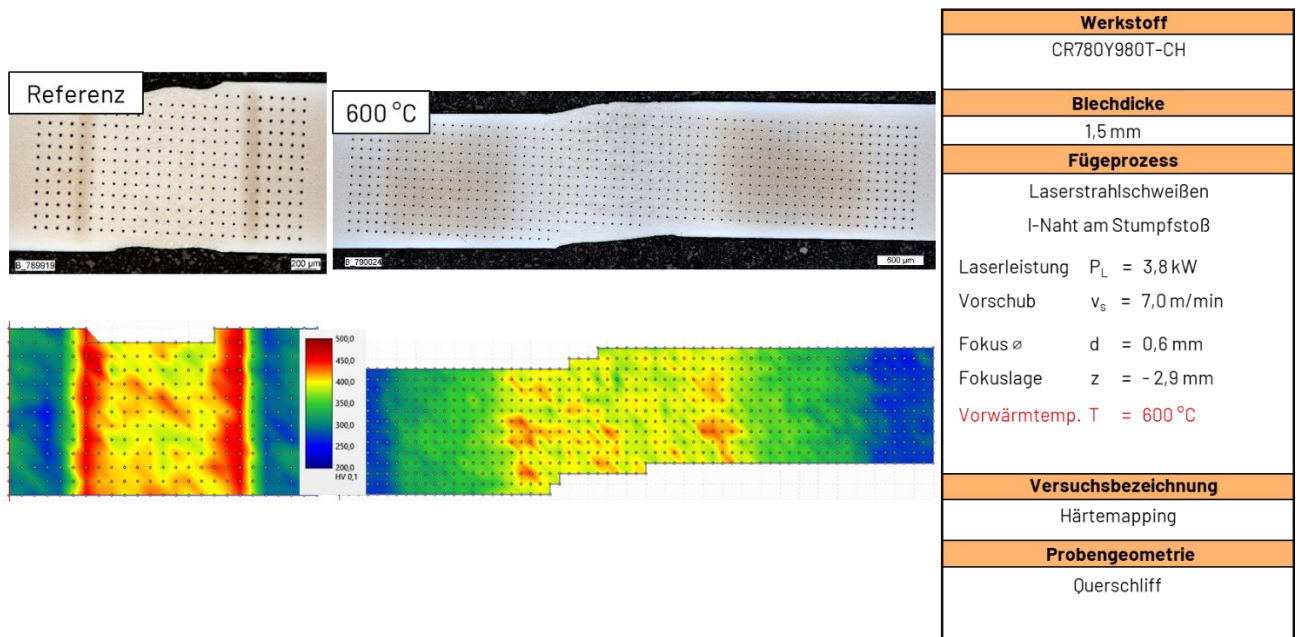 Referenz
B_789919
200 µm
600 °C
B_790024
500 µm
500,0
450,0
400,0
350,0
300,0
250,0
200,0
HV 0,1
Werkstoff
CR780Y980T-CH
Blechdicke
1,5 mm
Fügeprozess
Laserstrahlschweißen
I-Naht am Stumpfstoß
Laserleistung P_L = 3,8 kW
Vorschub v_s = 7,0 m/min
Fokus ⌀ d = 0,6 mm
Fokuslage z = - 2,9 mm
Vorwärmtemp. T = 600 °C
Versuchsbezeichnung
Härtemapping
Probengeometrie
Querschliff